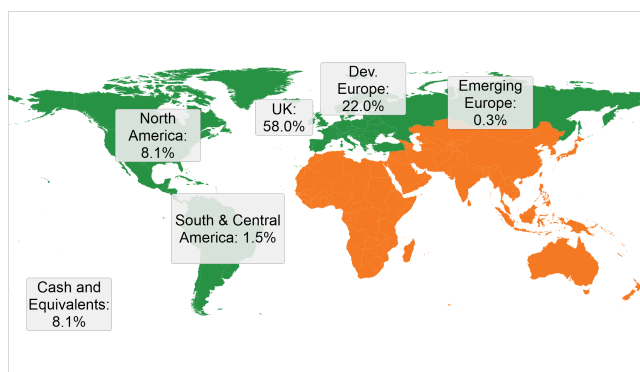 Dev.
Europe:
22.0%
Emerging
Europe:
0.3%
UK:
58.0%
North
America:
8.1%
South & Central
America: 1.5%
Cash and
Equivalents:
8.1%